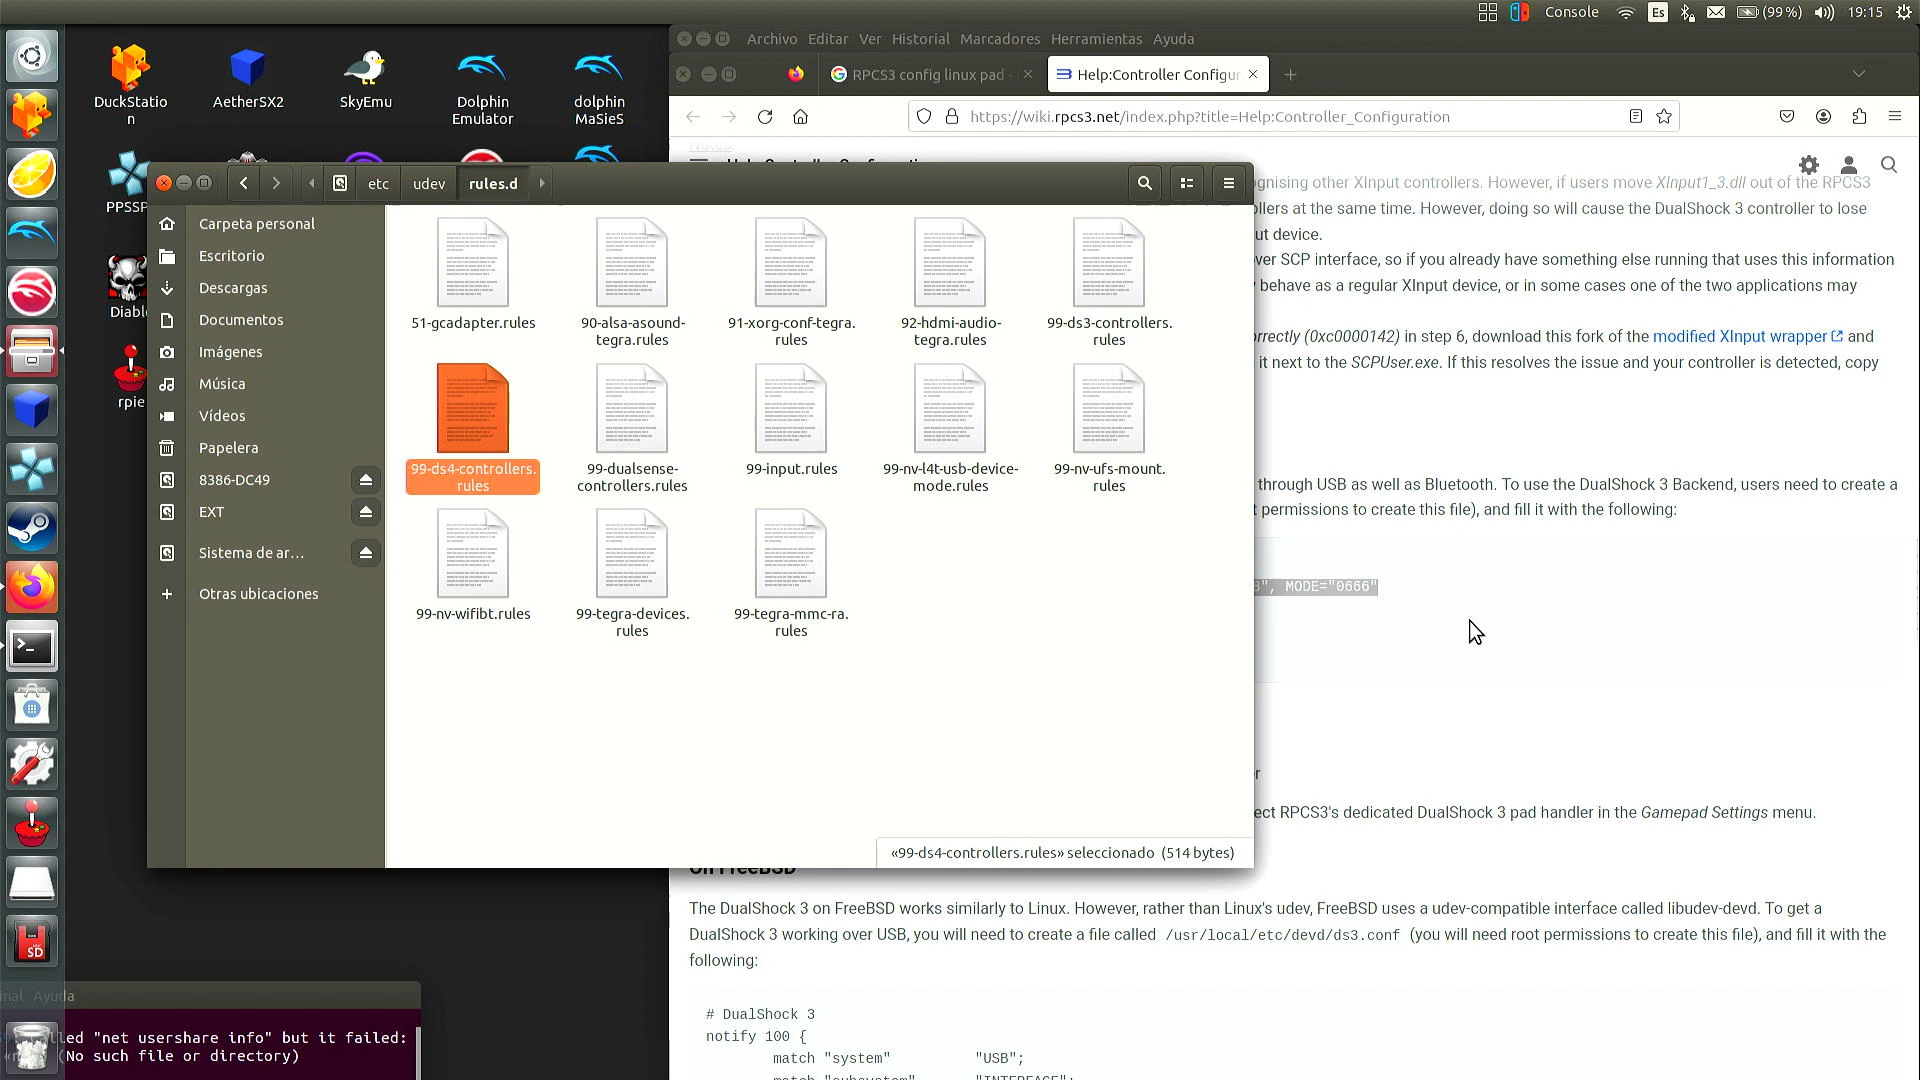 Console
Es
(99 %)
19:15
Archivo Editar Ver Historial Marcadores Herramientas Ayuda
RPCS3 config linux pad -
Help:Controller Configur
https://wiki.rpcs3.net/index.php?title=Help:Controller_Configuration
DuckStatio
n
AetherSX2
SkyEmu
Dolphin
Emulator
dolphin
MaSieS
PPSSP
Diabl
rpie
etc
udev
rules.d
Carpeta personal
Escritorio
Descargas
Documentos
Imágenes
Música
Vídeos
Papelera
8386-DC49
EXT
Sistema de ar…
Otras ubicaciones
51-gcadapter.rules
90-alsa-asound-
tegra.rules
91-xorg-conf-tegra.
rules
92-hdmi-audio-
tegra.rules
99-ds3-controllers.
rules
99-ds4-controllers.
rules
99-dualsense-
controllers.rules
99-input.rules
99-nv-l4t-usb-device-
mode.rules
99-nv-ufs-mount.
rules
99-nv-wifibt.rules
99-tegra-devices.
rules
99-tegra-mmc-ra.
rules
«99-ds4-controllers.rules» seleccionado (514 bytes)
ognising other XInput controllers. However, if users move XInput1_3.dll out of the RPCS3
ollers at the same time. However, doing so will cause the DualShock 3 controller to lose
ut device.
over SCP interface, so if you already have something else running that uses this information
behave as a regular XInput device, or in some cases one of the two applications may
rrectly (0xc0000142) in step 6, download this fork of the modified XInput wrapper and
it next to the SCPUser.exe. If this resolves the issue and your controller is detected, copy
through USB as well as Bluetooth. To use the DualShock 3 Backend, users need to create a
t permissions to create this file), and fill it with the following:
", MODE="0666"
er
ect RPCS3's dedicated DualShock 3 pad handler in the Gamepad Settings menu.
On FreeBSD
The DualShock 3 on FreeBSD works similarly to Linux. However, rather than Linux's udev, FreeBSD uses a udev-compatible interface called libudev-devd. To get a
DualShock 3 working over USB, you will need to create a file called /usr/local/etc/devd/ds3.conf (you will need root permissions to create this file), and fill it with the
following:
# DualShock 3
notify 100 {
match "system" "USB";
match "subsystem" "INTERFACE";
SD
inal Ayuda
lled "net usershare info" but it failed:
(No such file or directory)